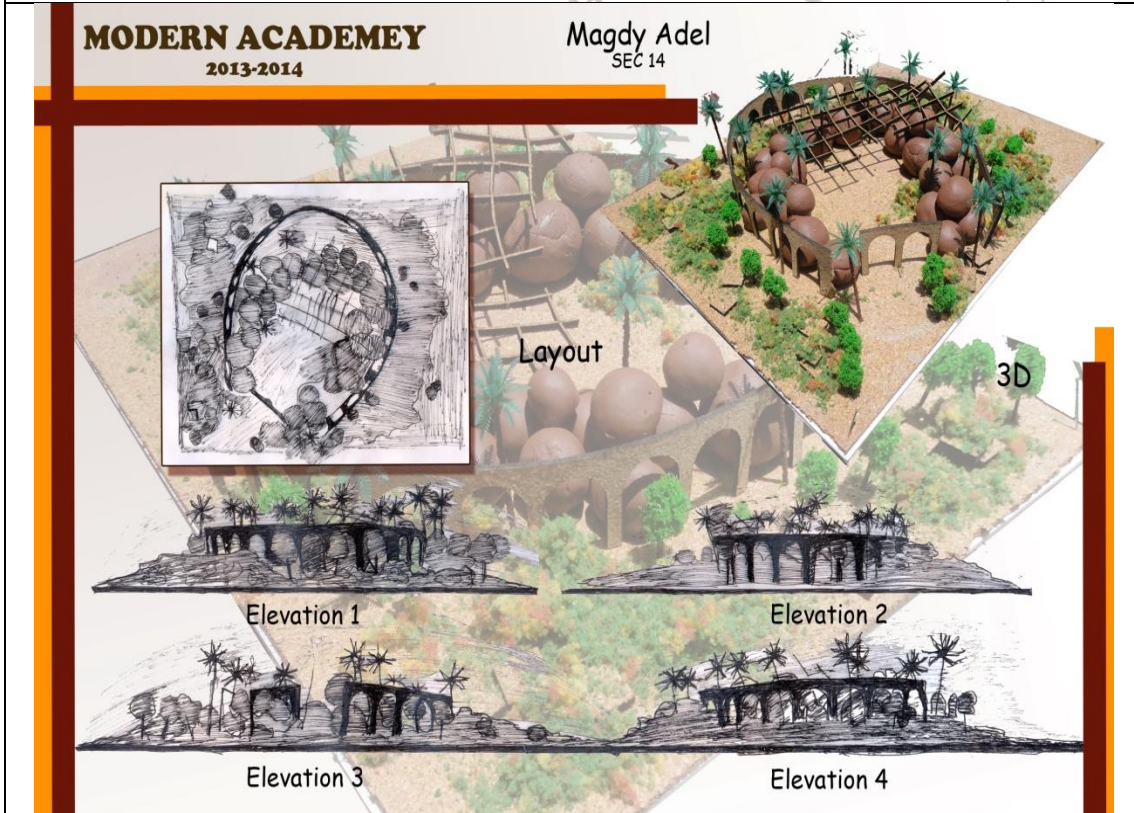 MODERN ACADEMEY
2013-2014
Magdy Adel
SEC 14
Layout
3D
Elevation 1
Elevation 2
Elevation 3
Elevation 4